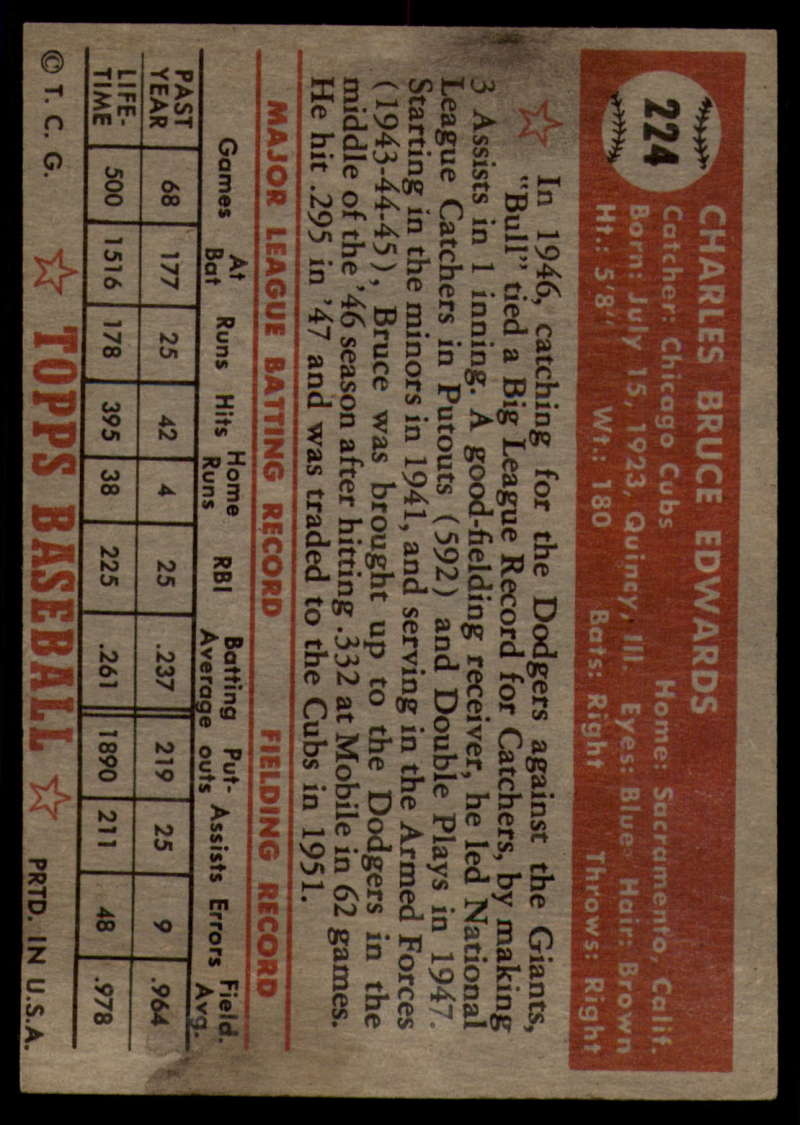 224
CHARLES BRUCE EDWARDS
Catcher: Chicago Cubs Home: Sacramento, Calif.
Born: July 15, 1923, Quincy, Ill. Eyes: Blue Hair: Brown
Ht.: 5'8" Wt.: 180 Bats: Right Throws: Right
In 1946, catching for the Dodgers against the Giants,
"Bull" tied a Big League Record for Catchers, by making
3 Assists in 1 inning. A good-fielding receiver, he led National
League Catchers in Putouts (592) and Double Plays in 1947.
Starting in the minors in 1941, and serving in the Armed Forces
(1943-44-45), Bruce was brought up to the Dodgers in the
middle of the '46 season after hitting .332 at Mobile in 62 games.
He hit .295 in '47 and was traded to the Cubs in 1951.
MAJOR LEAGUE BATTING RECORD FIELDING RECORD
Games At Bat Runs Hits Home Runs RBI Batting Average Put-outs Assists Errors Field. Avg.
PAST YEAR 68 177 25 42 4 25 .237 219 25 9 .964
LIFE-TIME 500 1516 178 395 38 225 .261 1890 211 48 .978
© T. C. G. TOPPS BASEBALL PRTD. IN U.S.A.